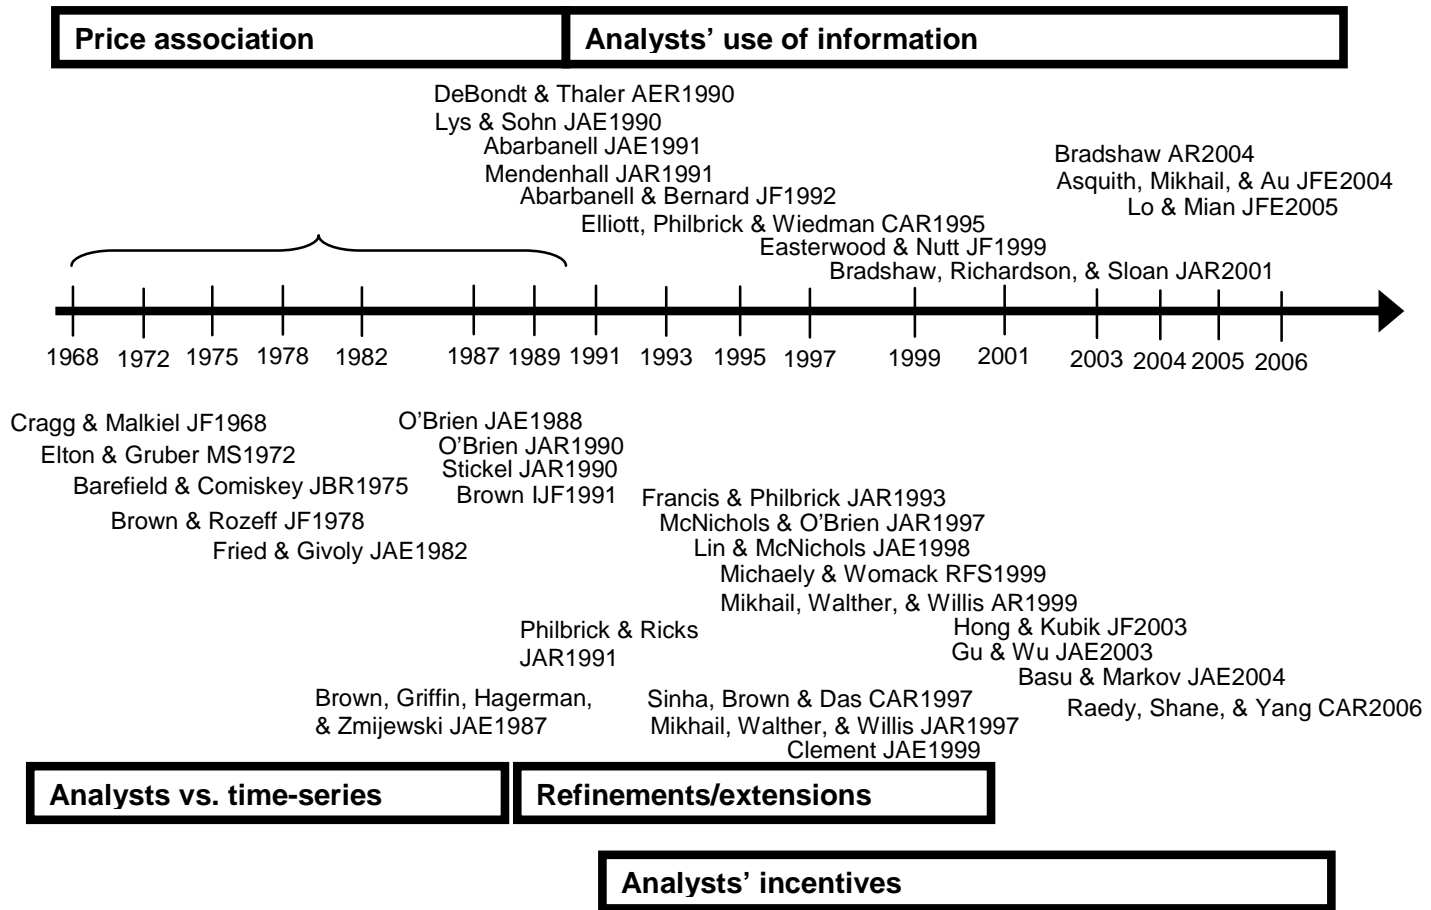 Price association
Analysts’ use of information
DeBondt & Thaler AER1990
Lys & Sohn JAE1990
Abarbanell JAE1991
Mendenhall JAR1991
Abarbanell & Bernard JF1992
Elliott, Philbrick & Wiedman CAR1995
Easterwood & Nutt JF1999
Bradshaw, Richardson, & Sloan JAR2001
Bradshaw AR2004
Asquith, Mikhail, & Au JFE2004
Lo & Mian JFE2005
1968 1972 1975 1978 1982 1987 1989 1991 1993 1995 1997 1999 2001 2003 2004 2005 2006
Cragg & Malkiel JF1968
Elton & Gruber MS1972
Barefield & Comiskey JBR1975
Brown & Rozeff JF1978
Fried & Givoly JAE1982
O’Brien JAE1988
O’Brien JAR1990
Stickel JAR1990
Brown IJF1991
Francis & Philbrick JAR1993
McNichols & O’Brien JAR1997
Lin & McNichols JAE1998
Michaely & Womack RFS1999
Mikhail, Walther, & Willis AR1999
Philbrick & Ricks
JAR1991
Hong & Kubik JF2003
Gu & Wu JAE2003
Basu & Markov JAE2004
Raedy, Shane, & Yang CAR2006
Brown, Griffin, Hagerman,
& Zmijewski JAE1987
Sinha, Brown & Das CAR1997
Mikhail, Walther, & Willis JAR1997
Clement JAE1999
Analysts vs. time-series
Refinements/extensions
Analysts’ incentives